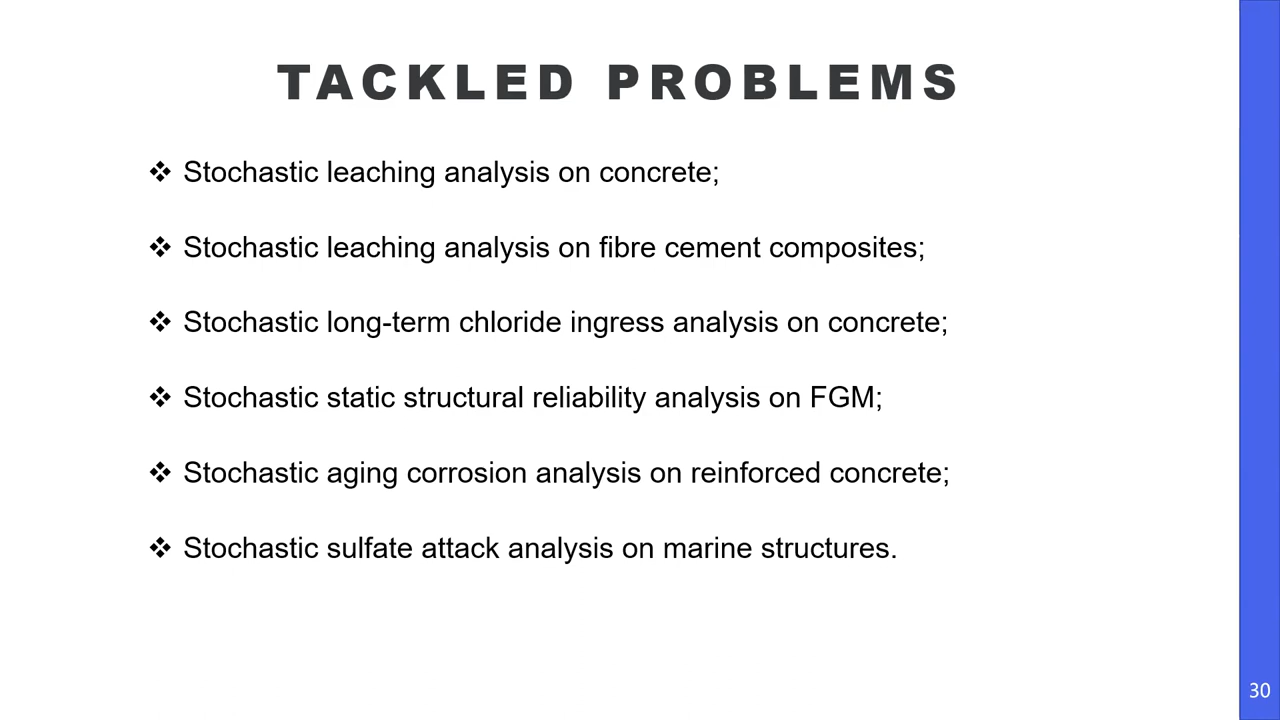 TACKLED PROBLEMS
❖ Stochastic leaching analysis on concrete;
❖ Stochastic leaching analysis on fibre cement composites;
❖ Stochastic long-term chloride ingress analysis on concrete;
❖ Stochastic static structural reliability analysis on FGM;
❖ Stochastic aging corrosion analysis on reinforced concrete;
❖ Stochastic sulfate attack analysis on marine structures.
30